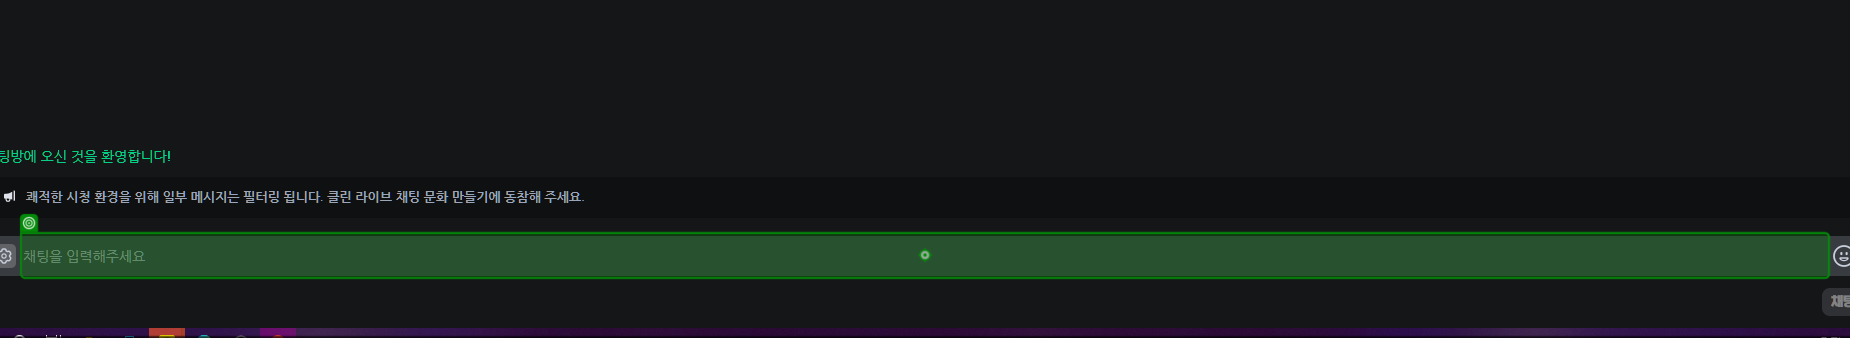 팅방에 오신 것을 환영합니다!
쾌적한 시청 환경을 위해 일부 메시지는 필터링 됩니다. 클린 라이브 채팅 문화 만들기에 동참해 주세요.
채팅을 입력해주세요
채팅